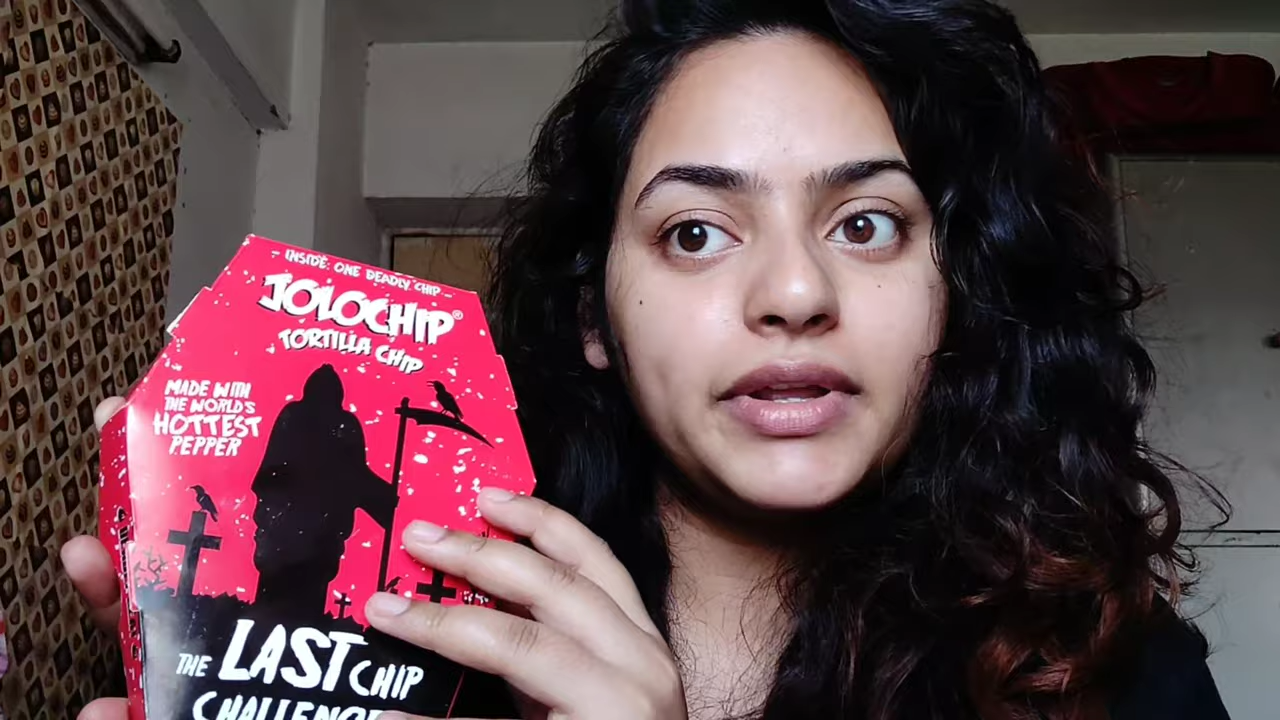 - INSIDE: ONE DEADLY CHIP -
JOLOCHIP®
TORTILLA CHIP
MADE WITH
THE WORLD'S
HOTTEST
PEPPER
THE LAST CHIP